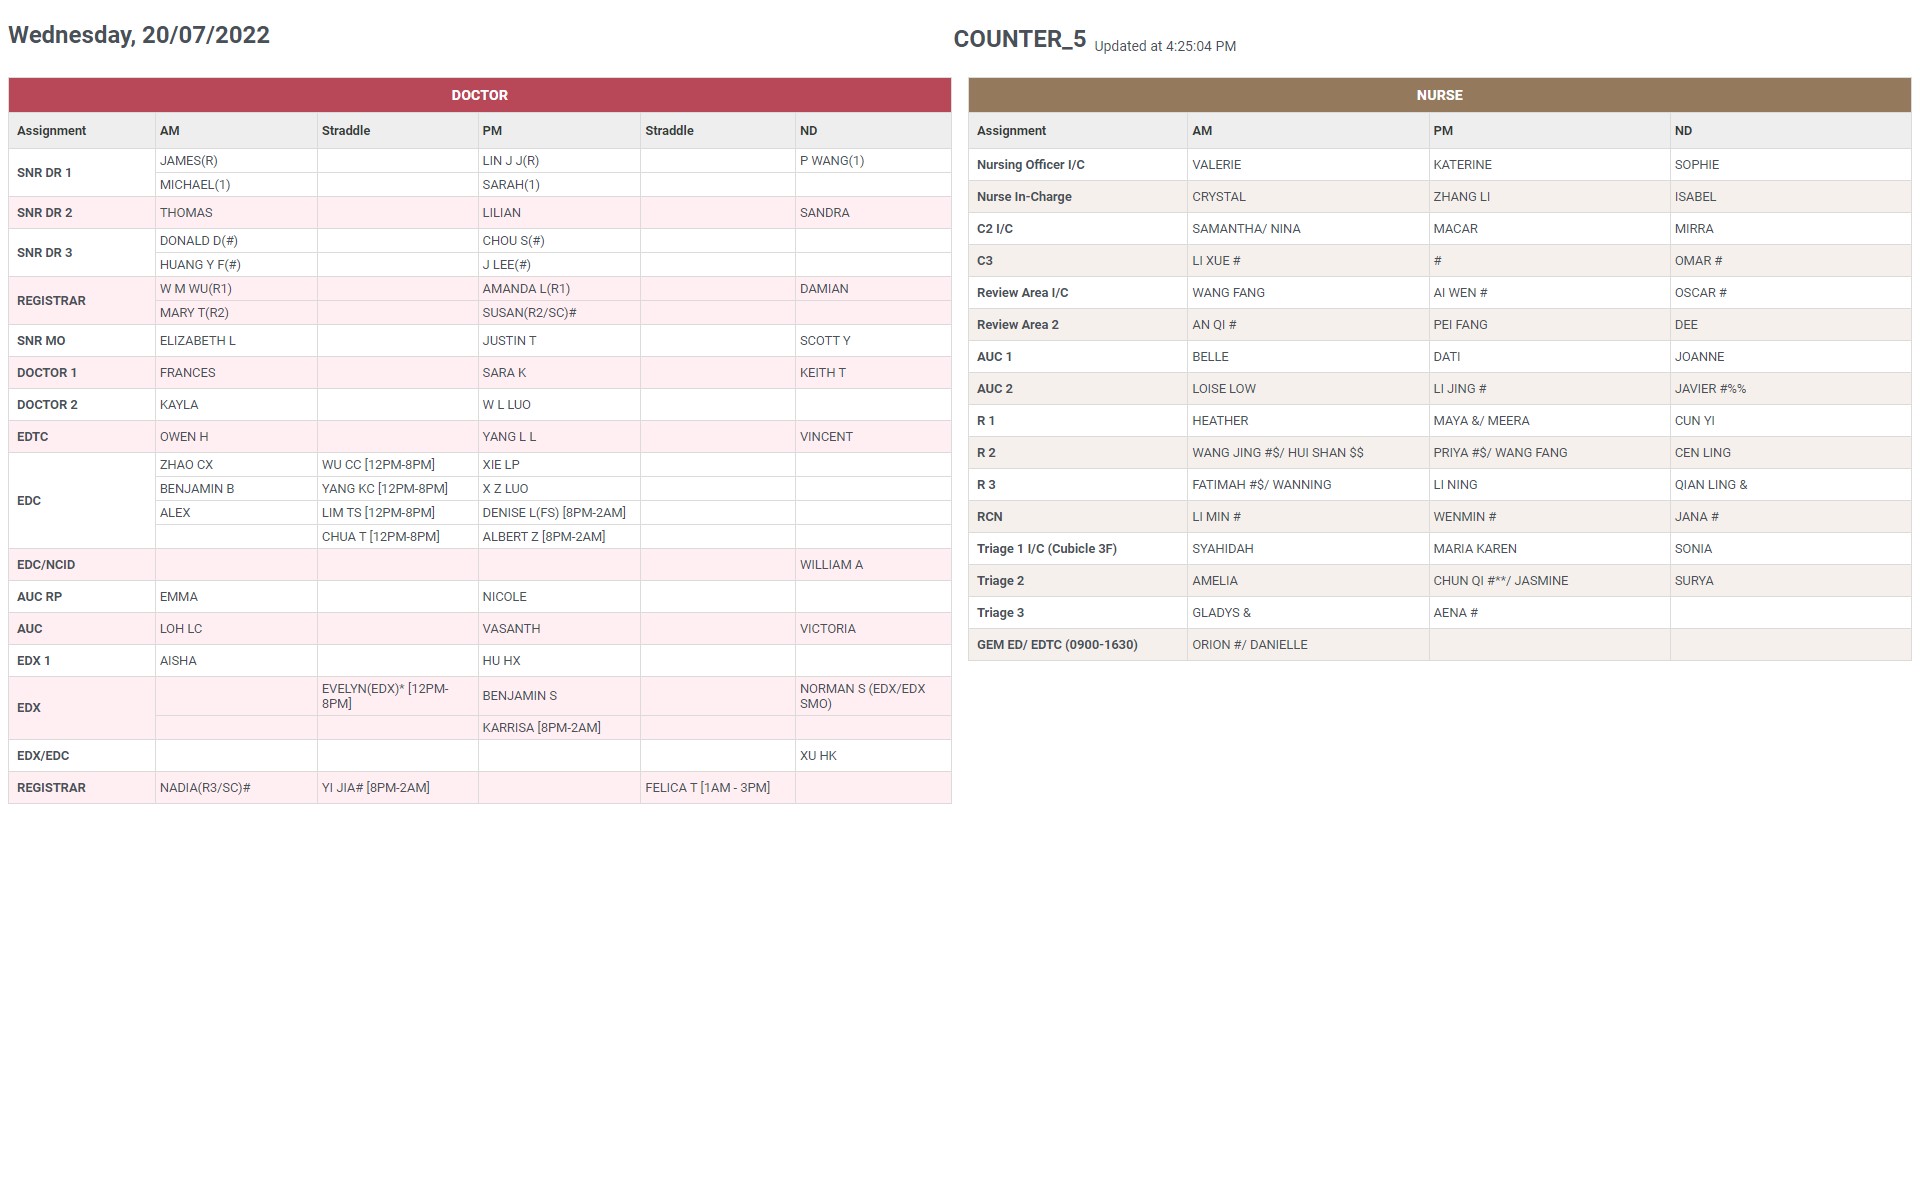 Wednesday, 20/07/2022
COUNTER_5 Updated at 4:25:04 PM
DOCTOR
Assignment AM Straddle PM Straddle ND
SNR DR 1
JAMES(R) LIN J J(R) P WANG(1)
MICHAEL(1) SARAH(1)
SNR DR 2 THOMAS LILIAN SANDRA
SNR DR 3
DONALD D(#) CHOU S(#)
HUANG Y F(#) J LEE(#)
REGISTRAR
W M WU(R1) AMANDA L(R1) DAMIAN
MARY T(R2) SUSAN(R2/SC)#
SNR MO ELIZABETH L JUSTIN T SCOTT Y
DOCTOR 1 FRANCES SARA K KEITH T
DOCTOR 2 KAYLA W L LUO
EDTC OWEN H YANG L L VINCENT
EDC
ZHAO CX WU CC [12PM-8PM] XIE LP
BENJAMIN B YANG KC [12PM-8PM] X Z LUO
ALEX LIM TS [12PM-8PM] DENISE L(FS) [8PM-2AM]
CHUA T [12PM-8PM] ALBERT Z [8PM-2AM]
EDC/NCID WILLIAM A
AUC RP EMMA NICOLE
AUC LOH LC VASANTH VICTORIA
EDX 1 AISHA HU HX
EDX
EVELYN(EDX)* [12PM-
8PM]
BENJAMIN S
NORMAN S (EDX/EDX
SMO)
KARRISA [8PM-2AM]
EDX/EDC XU HK
REGISTRAR NADIA(R3/SC)# YI JIA# [8PM-2AM] FELICA T [1AM - 3PM]
NURSE
Assignment AM PM ND
Nursing Officer I/C VALERIE KATERINE SOPHIE
Nurse In-Charge CRYSTAL ZHANG LI ISABEL
C2 I/C SAMANTHA/ NINA MACAR MIRRA
C3 LI XUE # # OMAR #
Review Area I/C WANG FANG AI WEN # OSCAR #
Review Area 2 AN QI # PEI FANG DEE
AUC 1 BELLE DATI JOANNE
AUC 2 LOISE LOW LI JING # JAVIER #%%
R 1 HEATHER MAYA &/ MEERA CUN YI
R 2 WANG JING #$/ HUI SHAN $$ PRIYA #$/ WANG FANG CEN LING
R 3 FATIMAH #$/ WANNING LI NING QIAN LING &
RCN LI MIN # WENMIN # JANA #
Triage 1 I/C (Cubicle 3F) SYAHIDAH MARIA KAREN SONIA
Triage 2 AMELIA CHUN QI #**/ JASMINE SURYA
Triage 3 GLADYS & AENA #
GEM ED/ EDTC (0900-1630) ORION #/ DANIELLE